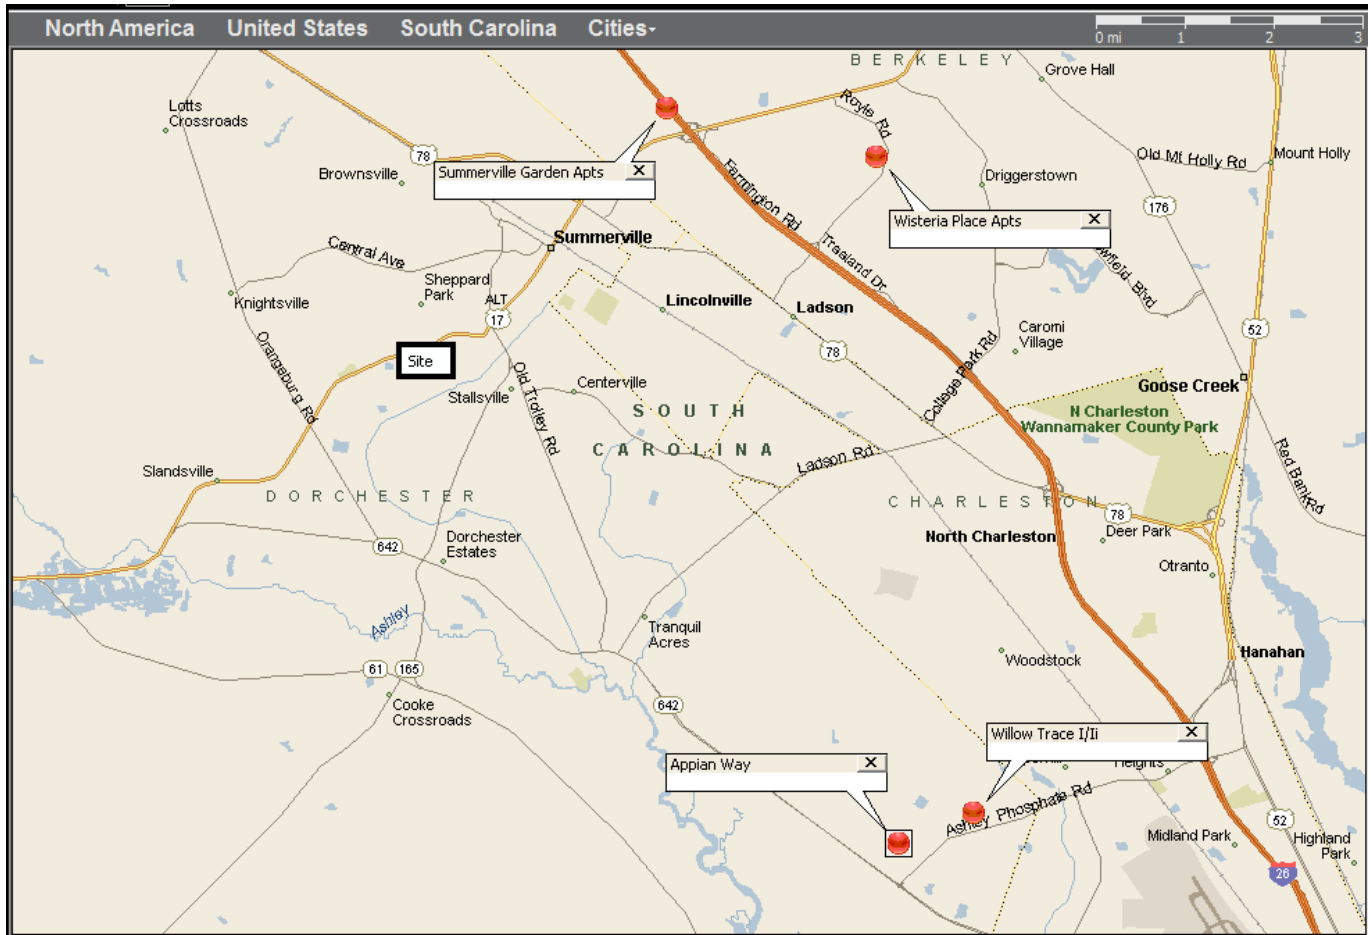 North America United States South Carolina Cities
0 mi 1 2 3
BERKELEY
Grove Hall
Lotts
Crossroads
Royle Rd
78
Brownsville
Summerville Garden Apts X
Old Mt Holly Rd
Mount Holly
Driggerstown
Farmington Rd
176
Wisteria Place Apts X
Central Ave
Summerville
Treeland Dr
Sheppard
Park
Knightsville
ALT
17
Lincolnville
Ladson
52
Caromi
Village
Site
78
Orangeburg Rd
Old Trolley Rd
College Park Rd
Stallsville
Centerville
Goose Creek
SOUTH
CAROLINA
N Charleston
Wannamaker County Park
Slandsville
Ladson Rd
Red Bank Rd
DORCHESTER
CHARLESTON
78
642
Dorchester
Estates
North Charleston
Deer Park
Otranto
Ashley
Tranquil
Acres
Woodstock
Hanahan
61 165
Cooke
Crossroads
642
Willow Trace I/Ii X
Appian Way X
Heights
Ashley Phosphate Rd
52
Midland Park
Highland
Park
26